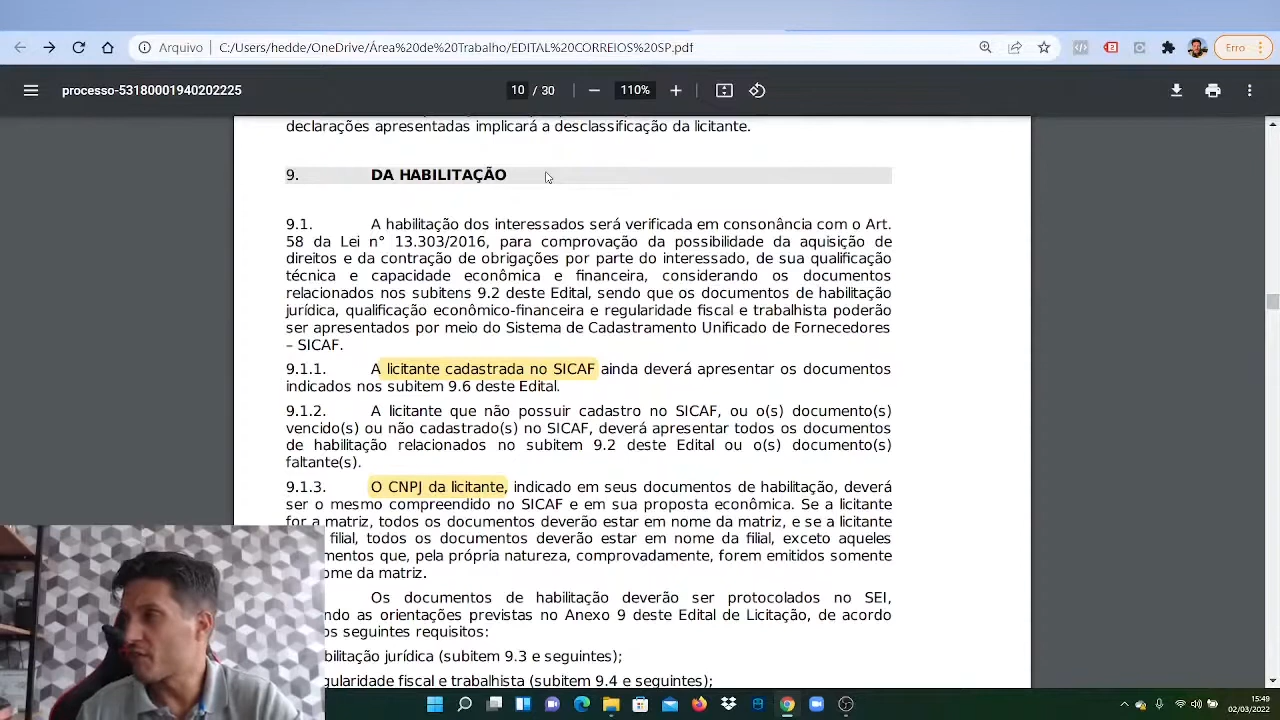 Arquivo
C:/Users/hedde/OneDrive/Área%20de%20Trabalho/EDITAL%20CORREIOS%20SP.pdf
Erro
processo-53180001940202225
10 / 30
110%
declarações apresentadas implicará a desclassificação da licitante.
9. DA HABILITAÇÃO
9.1. A habilitação dos interessados será verificada em consonância com o Art.
58 da Lei n° 13.303/2016, para comprovação da possibilidade da aquisição de
direitos e da contração de obrigações por parte do interessado, de sua qualificação
técnica e capacidade econômica e financeira, considerando os documentos
relacionados nos subitens 9.2 deste Edital, sendo que os documentos de habilitação
jurídica, qualificação econômico-financeira e regularidade fiscal e trabalhista poderão
ser apresentados por meio do Sistema de Cadastramento Unificado de Fornecedores
– SICAF.
9.1.1. A licitante cadastrada no SICAF ainda deverá apresentar os documentos
indicados nos subitem 9.6 deste Edital.
9.1.2. A licitante que não possuir cadastro no SICAF, ou o(s) documento(s)
vencido(s) ou não cadastrado(s) no SICAF, deverá apresentar todos os documentos
de habilitação relacionados no subitem 9.2 deste Edital ou o(s) documento(s)
faltante(s).
9.1.3. O CNPJ da licitante, indicado em seus documentos de habilitação, deverá
ser o mesmo compreendido no SICAF e em sua proposta econômica. Se a licitante
for a matriz, todos os documentos deverão estar em nome da matriz, e se a licitante
filial, todos os documentos deverão estar em nome da filial, exceto aqueles
mentos que, pela própria natureza, comprovadamente, forem emitidos somente
ome da matriz.
Os documentos de habilitação deverão ser protocolados no SEI,
ndo as orientações previstas no Anexo 9 deste Edital de Licitação, de acordo
os seguintes requisitos:
bilitação jurídica (subitem 9.3 e seguintes);
gularidade fiscal e trabalhista (subitem 9.4 e seguintes);
15:49
02/03/2022